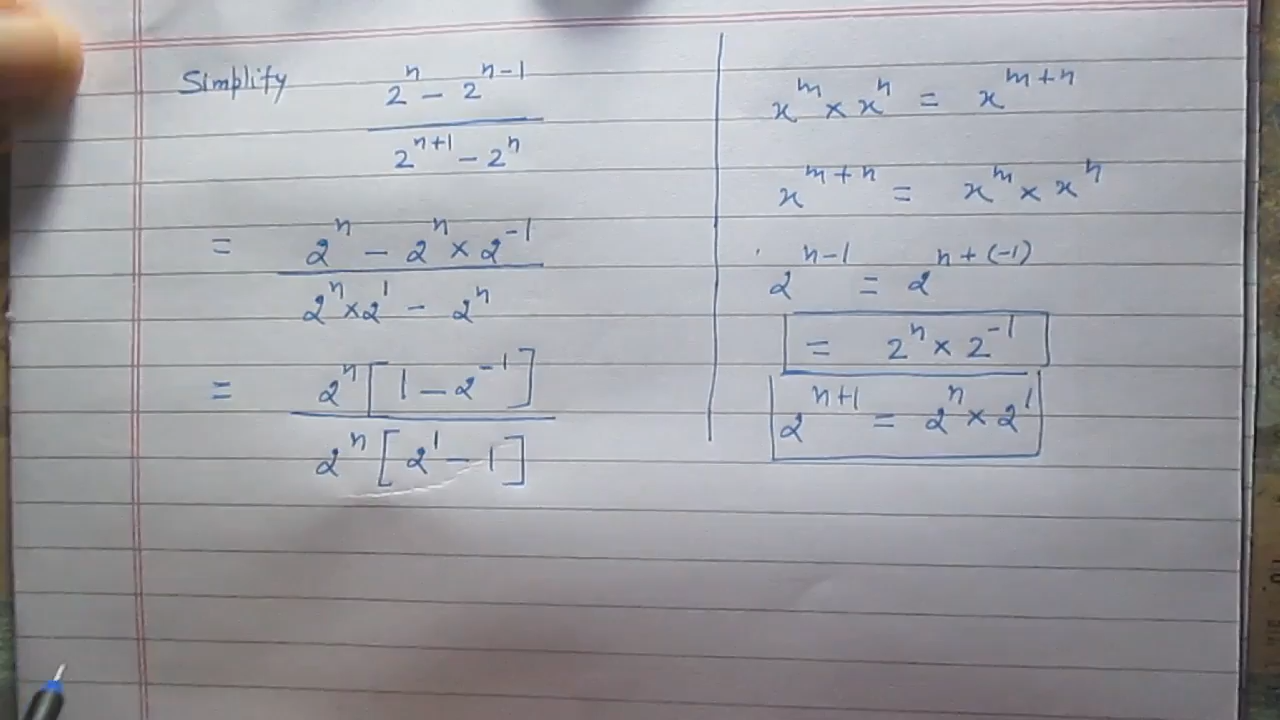 Simplify
2^n - 2^(n-1)
2^(n+1) - 2^n
= 2^n - 2^n × 2^-1
2^n × 2^1 - 2^n
= 2^n [ 1 - 2^-1 ]
2^n [ 2^1 - 1 ]
x^m × x^n = x^(m+n)
x^(m+n) = x^m × x^n
2^(n-1) = 2^(n+(-1))
= 2^n × 2^-1
2^(n+1) = 2^n × 2^1